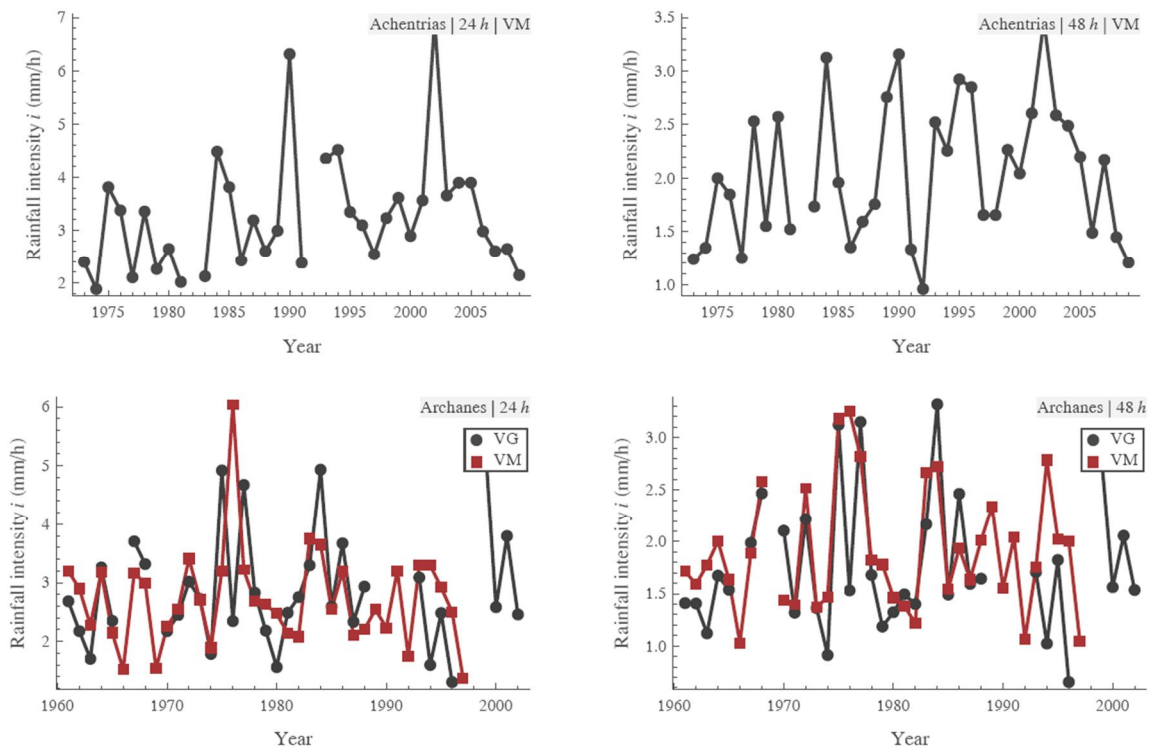 Achentrias | 24 h | VM
Rainfall intensity i (mm/h)
7
6
5
4
3
2
1975 1980 1985 1990 1995 2000 2005
Year
Achentrias | 48 h | VM
Rainfall intensity i (mm/h)
3.5
3.0
2.5
2.0
1.5
1.0
1975 1980 1985 1990 1995 2000 2005
Year
Archanes | 24 h
VG
VM
Rainfall intensity i (mm/h)
6
5
4
3
2
1960 1970 1980 1990 2000
Year
Archanes | 48 h
VG
VM
Rainfall intensity i (mm/h)
3.0
2.5
2.0
1.5
1.0
1960 1970 1980 1990 2000
Year